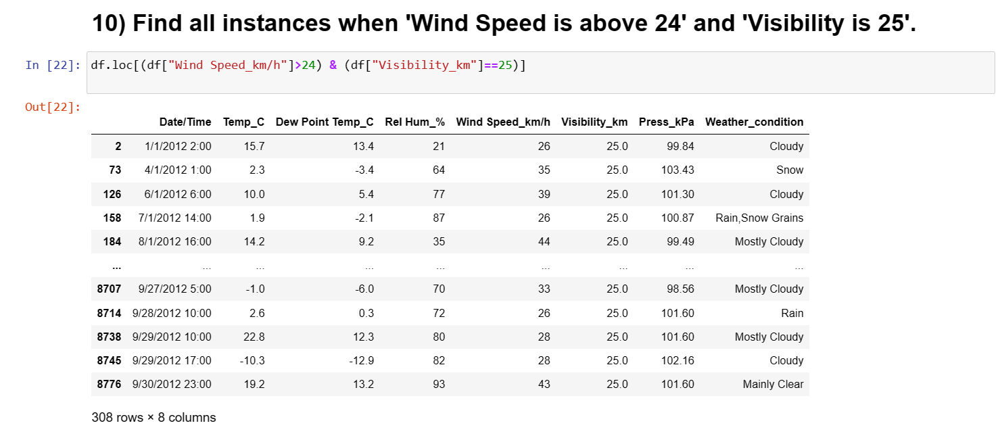 10) Find all instances when 'Wind Speed is above 24' and 'Visibility is 25'.
In [22]: df.loc[(df["Wind Speed_km/h"]>24) & (df["Visibility_km"]==25)]
Out[22]:
Date/Time Temp_C Dew Point Temp_C Rel Hum_% Wind Speed_km/h Visibility_km Press_kPa Weather_condition
2 1/1/2012 2:00 15.7 13.4 21 26 25.0 99.84 Cloudy
73 4/1/2012 1:00 2.3 -3.4 64 35 25.0 103.43 Snow
126 6/1/2012 6:00 10.0 5.4 77 39 25.0 101.30 Cloudy
158 7/1/2012 14:00 1.9 -2.1 87 26 25.0 100.87 Rain,Snow Grains
184 8/1/2012 16:00 14.2 9.2 35 44 25.0 99.49 Mostly Cloudy
... ... ... ... ... ... ... ... ...
8707 9/27/2012 5:00 -1.0 -6.0 70 33 25.0 98.56 Mostly Cloudy
8714 9/28/2012 10:00 2.6 0.3 72 26 25.0 101.60 Rain
8738 9/29/2012 10:00 22.8 12.3 80 28 25.0 101.60 Mostly Cloudy
8745 9/29/2012 17:00 -10.3 -12.9 82 28 25.0 102.16 Cloudy
8776 9/30/2012 23:00 19.2 13.2 93 43 25.0 101.60 Mainly Clear
308 rows × 8 columns